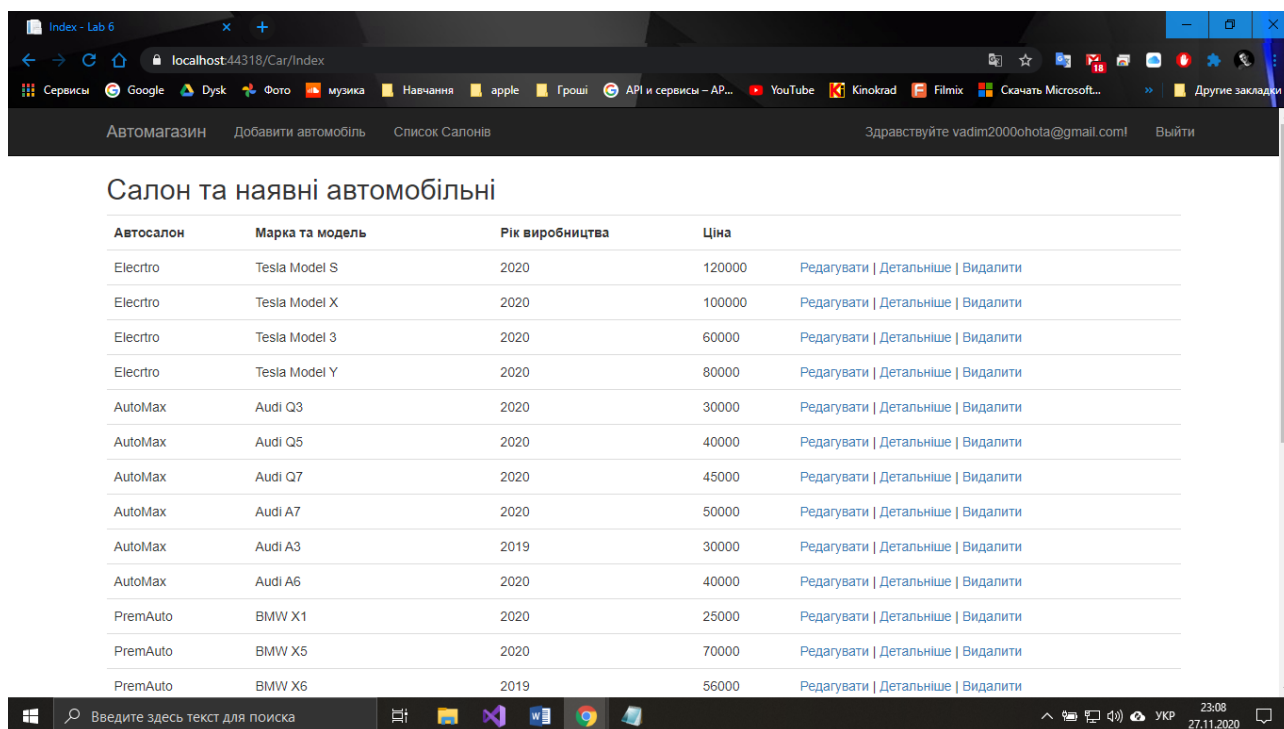 Index - Lab 6
localhost:44318/Car/Index
18
Сервисы Google Dysk Фото музика Навчання apple Гроші API и сервисы – AP... YouTube Kinokrad Filmix Скачать Microsoft... » Другие закладки
Автомагазин Добавити автомобіль Список Салонів Здравствуйте vadim2000ohota@gmail.com! Выйти
Салон та наявні автомобільні
Автосалон Марка та модель Рік виробництва Ціна
Elecrtro Tesla Model S 2020 120000 Редагувати | Детальніше | Видалити
Elecrtro Tesla Model X 2020 100000 Редагувати | Детальніше | Видалити
Elecrtro Tesla Model 3 2020 60000 Редагувати | Детальніше | Видалити
Elecrtro Tesla Model Y 2020 80000 Редагувати | Детальніше | Видалити
AutoMax Audi Q3 2020 30000 Редагувати | Детальніше | Видалити
AutoMax Audi Q5 2020 40000 Редагувати | Детальніше | Видалити
AutoMax Audi Q7 2020 45000 Редагувати | Детальніше | Видалити
AutoMax Audi A7 2020 50000 Редагувати | Детальніше | Видалити
AutoMax Audi A3 2019 30000 Редагувати | Детальніше | Видалити
AutoMax Audi A6 2020 40000 Редагувати | Детальніше | Видалити
PremAuto BMW X1 2020 25000 Редагувати | Детальніше | Видалити
PremAuto BMW X5 2020 70000 Редагувати | Детальніше | Видалити
PremAuto BMW X6 2019 56000 Редагувати | Детальніше | Видалити
Введите здесь текст для поиска УКР 23:08
27.11.2020